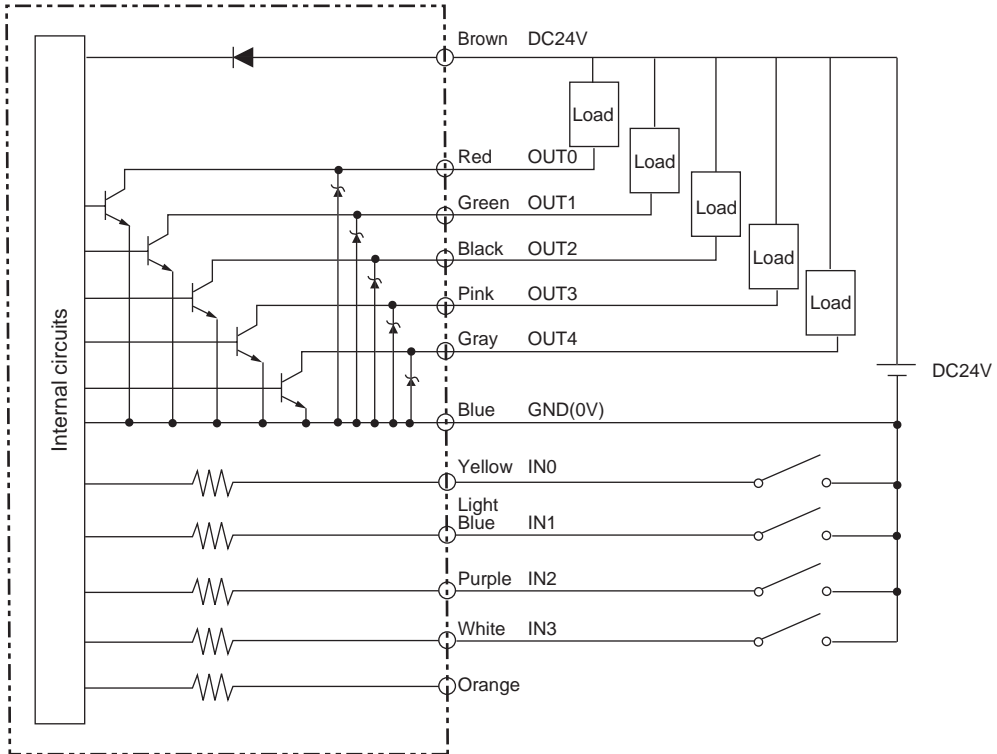 Brown DC24V
Load
Red OUT0
Load
Green OUT1
Load
Black OUT2
Load
Pink OUT3
Load
Gray OUT4
DC24V
Internal circuits
Blue GND(0V)
Yellow IN0
Light
Blue IN1
Purple IN2
White IN3
Orange